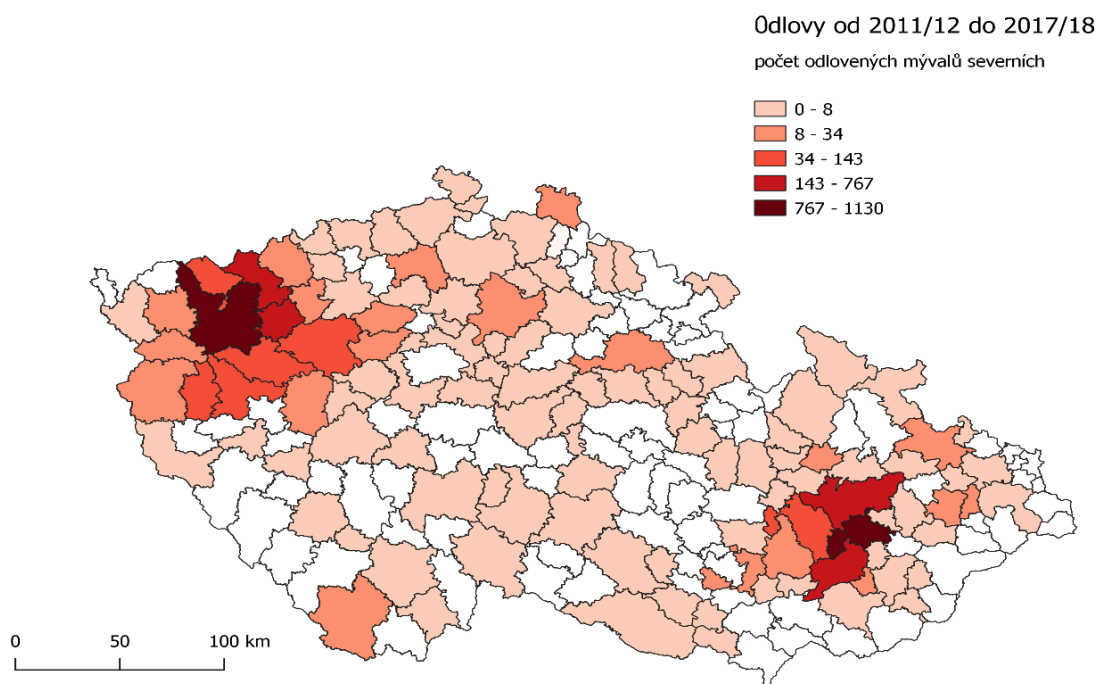 Odlovy od 2011/12 do 2017/18
počet odlovených mývalů severních
0 - 8
8 - 34
34 - 143
143 - 767
767 - 1130
0 50 100 km